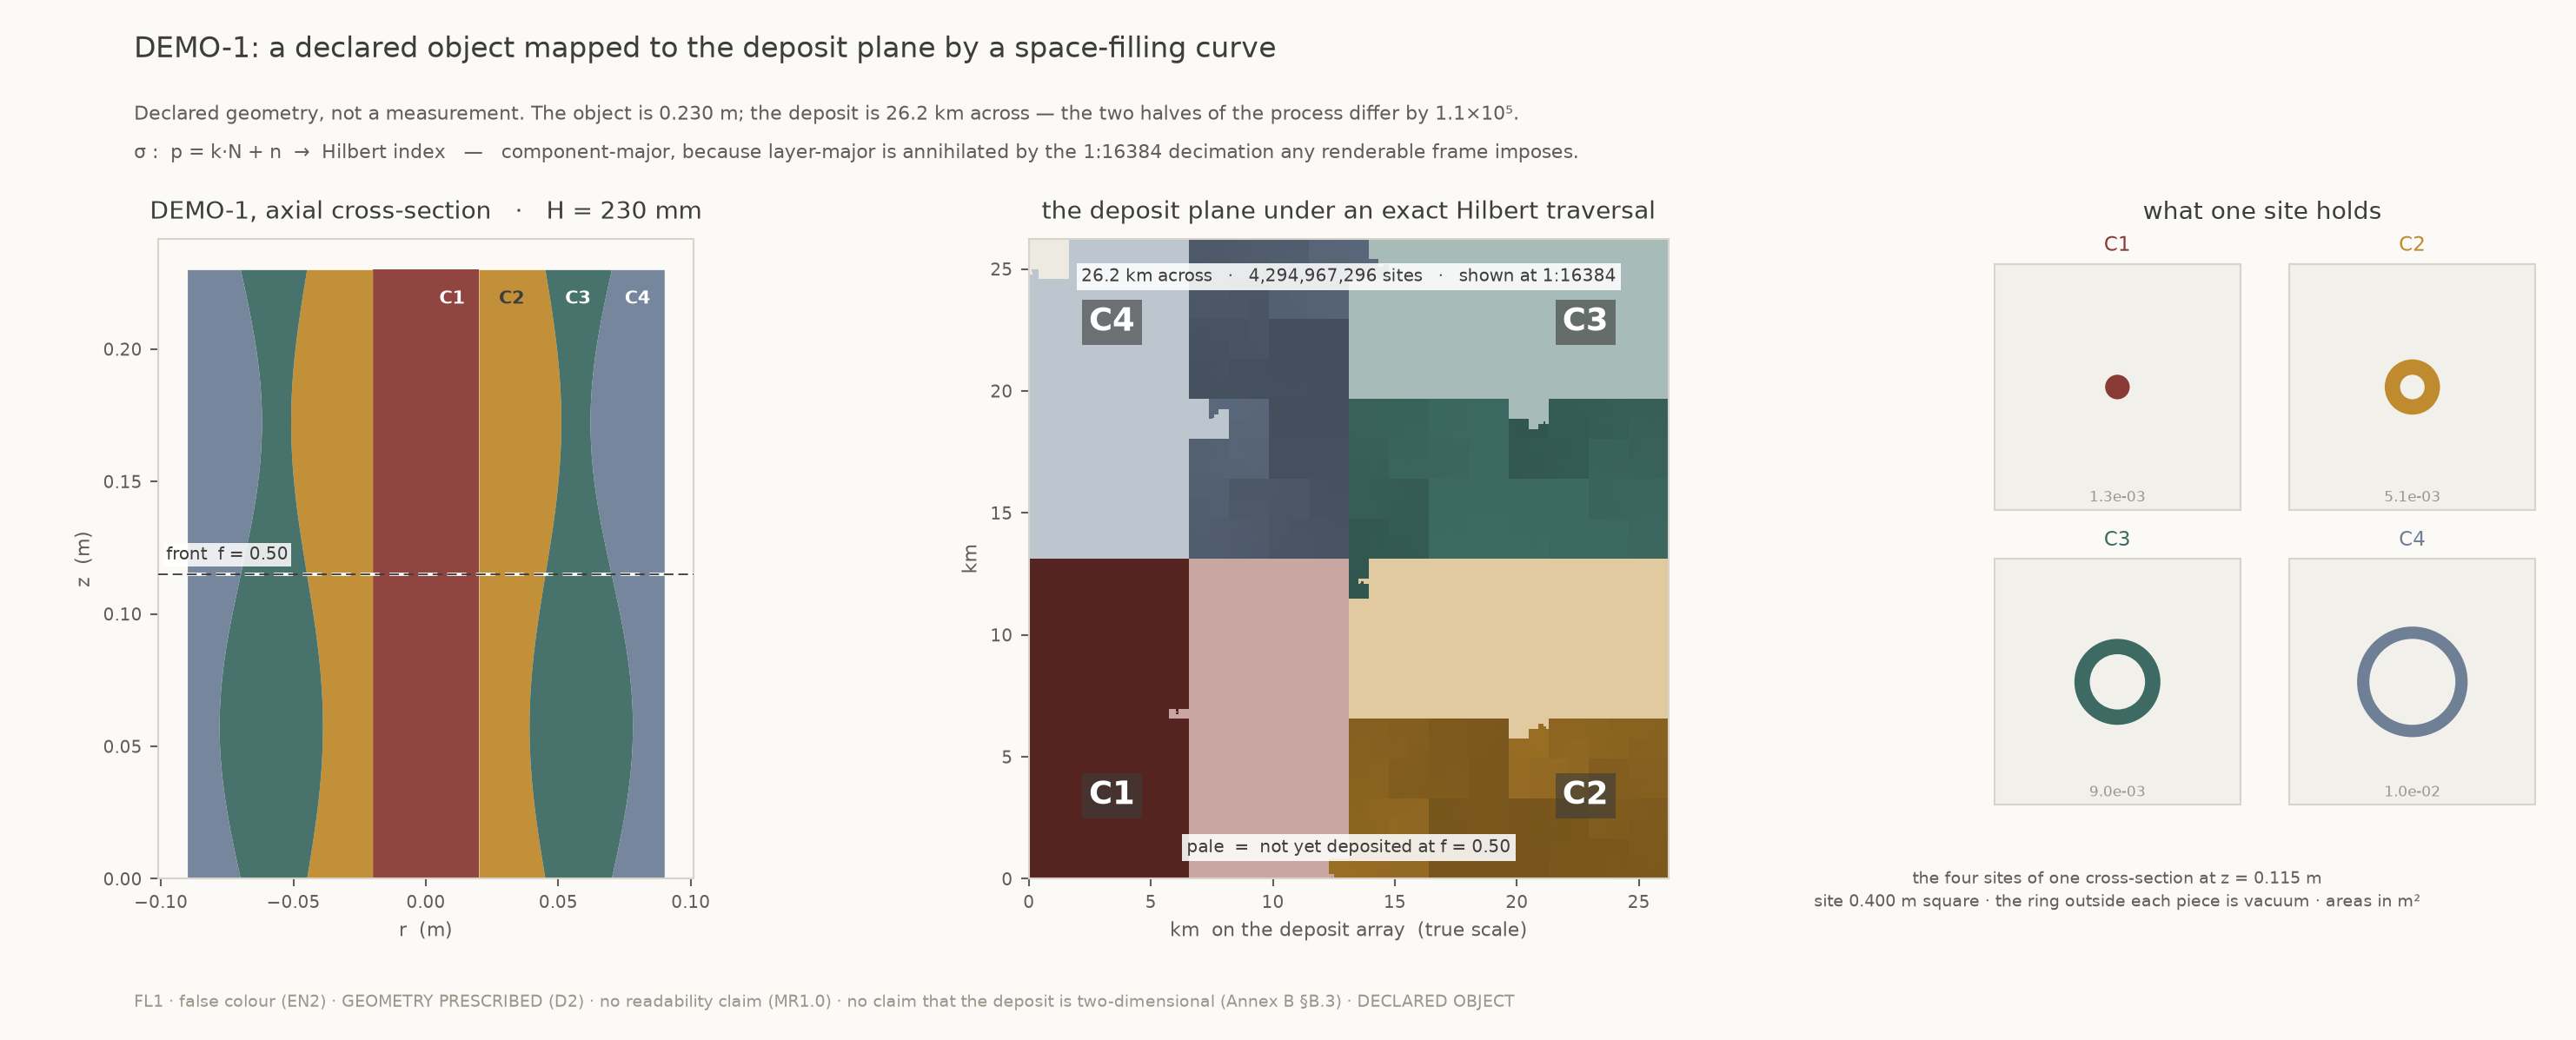 DEMO-1: a declared object mapped to the deposit plane by a space-filling curve
Declared geometry, not a measurement. The object is 0.230 m; the deposit is 26.2 km across — the two halves of the process differ by 1.1×10⁵.
σ : p = k·N + n → Hilbert index — component-major, because layer-major is annihilated by the 1:16384 decimation any renderable frame imposes.
DEMO-1, axial cross-section · H = 230 mm
C1 C2 C3 C4
0.20
0.15
front f = 0.50
0.10
0.05
0.00
z (m)
−0.10 −0.05 0.00 0.05 0.10
r (m)
the deposit plane under an exact Hilbert traversal
26.2 km across · 4,294,967,296 sites · shown at 1:16384
C4 C3
C1 C2
pale = not yet deposited at f = 0.50
25
20
15
10
5
0
km
0 5 10 15 20 25
km on the deposit array (true scale)
what one site holds
C1 C2
1.3e-03 5.1e-03
C3 C4
9.0e-03 1.0e-02
the four sites of one cross-section at z = 0.115 m
site 0.400 m square · the ring outside each piece is vacuum · areas in m²
FL1 · false colour (EN2) · GEOMETRY PRESCRIBED (D2) · no readability claim (MR1.0) · no claim that the deposit is two-dimensional (Annex B §B.3) · DECLARED OBJECT